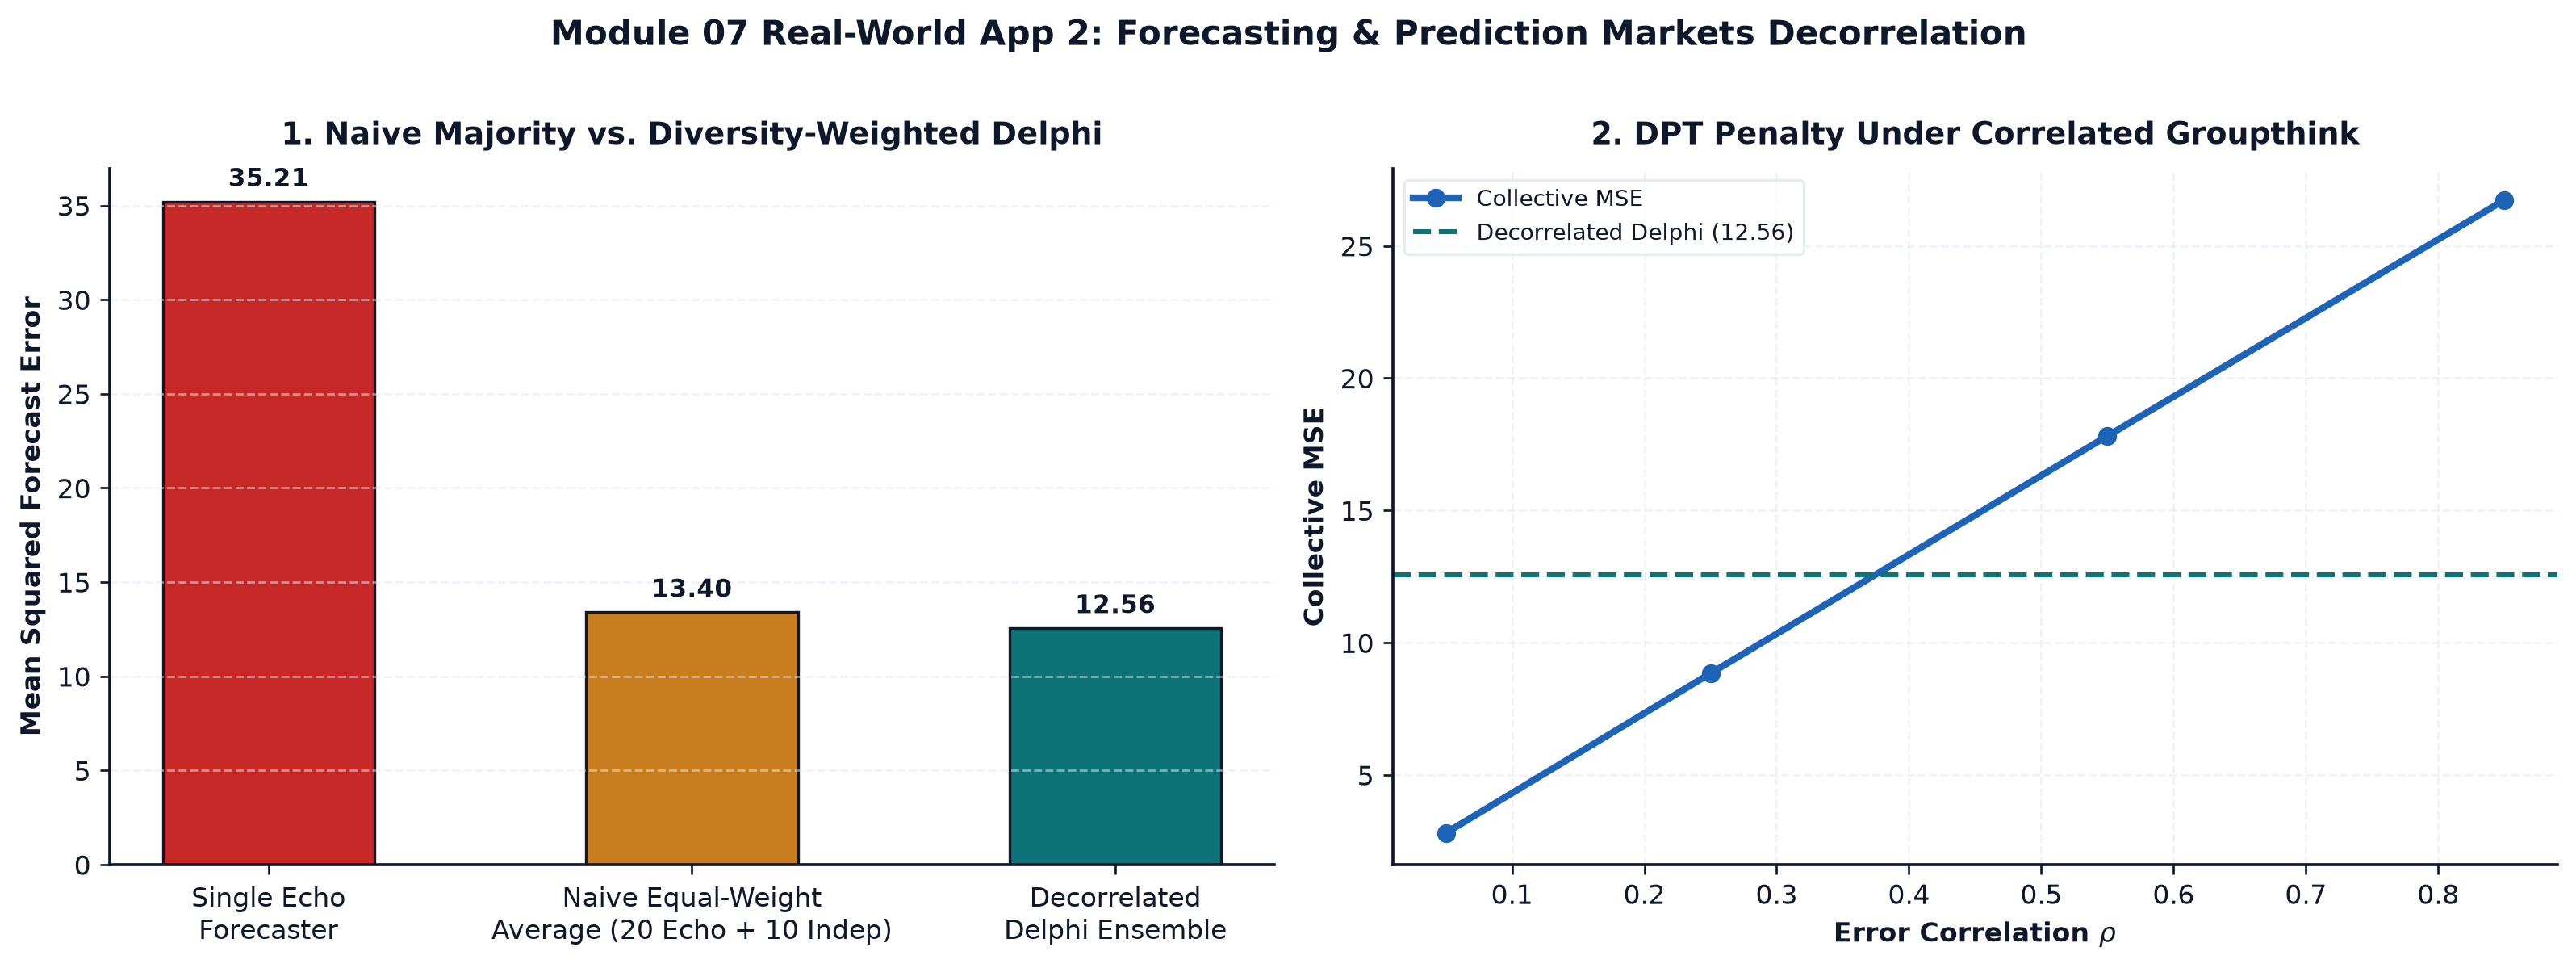 Module 07 Real-World App 2: Forecasting & Prediction Markets Decorrelation
1. Naive Majority vs. Diversity-Weighted Delphi
Mean Squared Forecast Error
35
30
25
20
15
10
5
0
35.21
13.40
12.56
Single Echo
Forecaster
Naive Equal-Weight
Average (20 Echo + 10 Indep)
Decorrelated
Delphi Ensemble
2. DPT Penalty Under Correlated Groupthink
Collective MSE
Decorrelated Delphi (12.56)
Collective MSE
25
20
15
10
5
0.1
0.2
0.3
0.4
0.5
0.6
0.7
0.8
Error Correlation ρ